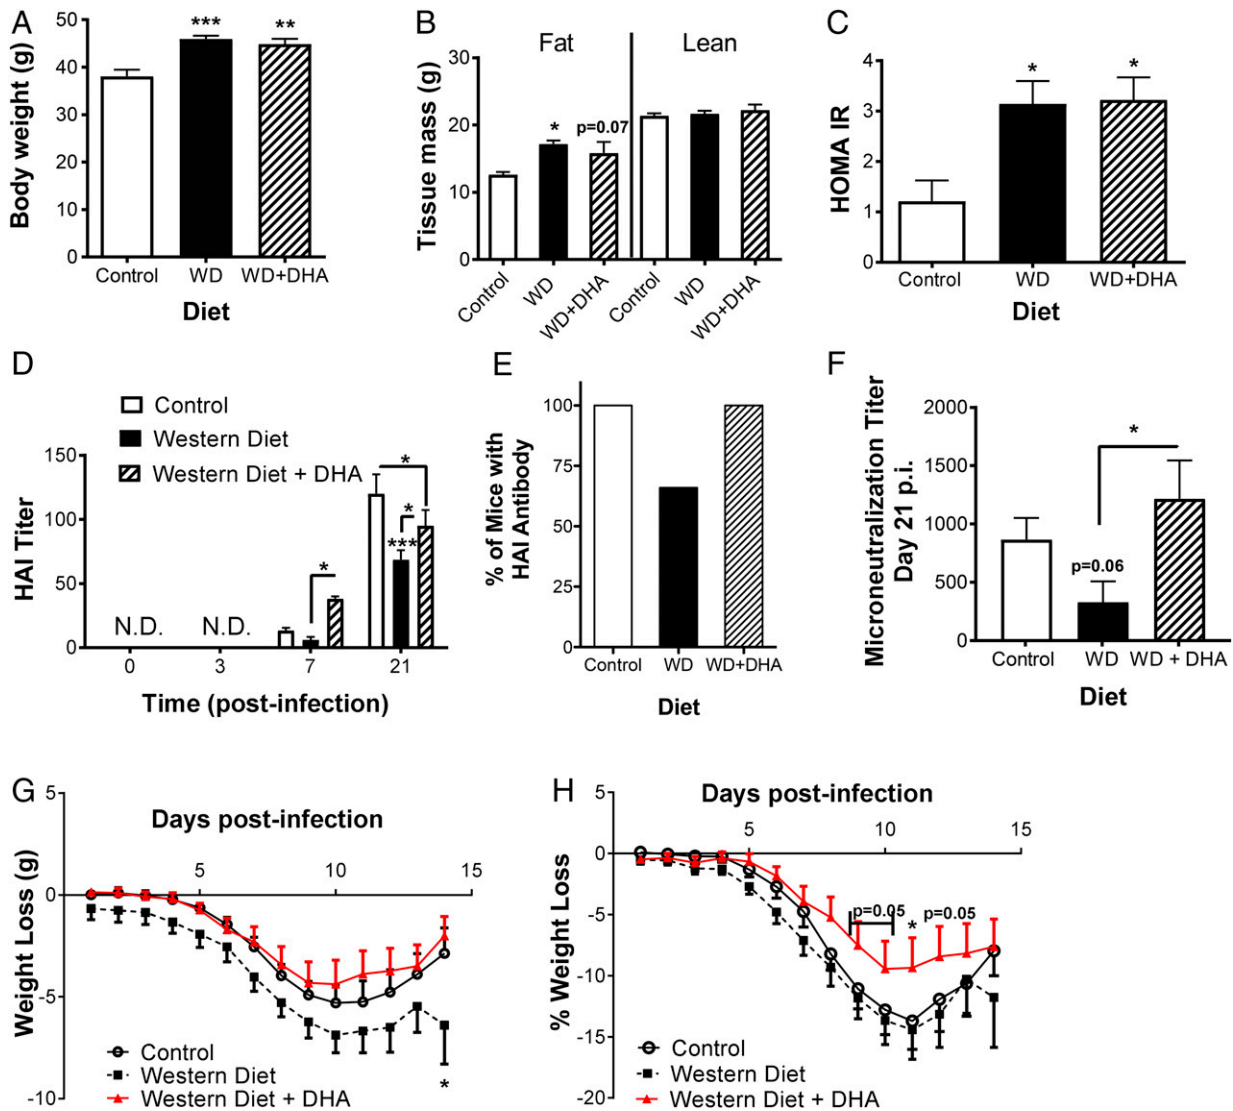 A
Body weight (g)
50
40
30
20
10
0
***
**
Control WD WD+DHA
Diet
B
Fat Lean
Tissue mass (g)
30
20
10
0
*
p=0.07
Control WD WD+DHA Control WD WD+DHA
C
HOMA IR
4
3
2
1
0
*
*
Control WD WD+DHA
Diet
D
Control
Western Diet
Western Diet + DHA
HAI Titer
150
100
50
0
N.D. N.D.
*
***
*
*
0 3 7 21
Time (post-infection)
E
% of Mice with
HAI Antibody
100
75
50
25
0
Control WD WD+DHA
Diet
F
Microneutralization Titer
Day 21 p.i.
2000
1500
1000
500
0
p=0.06
*
Control WD WD + DHA
Diet
G
Days post-infection
Weight Loss (g)
5
0
-5
-10
5 10 15
Control
Western Diet
Western Diet + DHA
*
H
Days post-infection
% Weight Loss
5
0
-5
-10
-15
-20
5 10 15
p=0.05 * p=0.05
Control
Western Diet
Western Diet + DHA